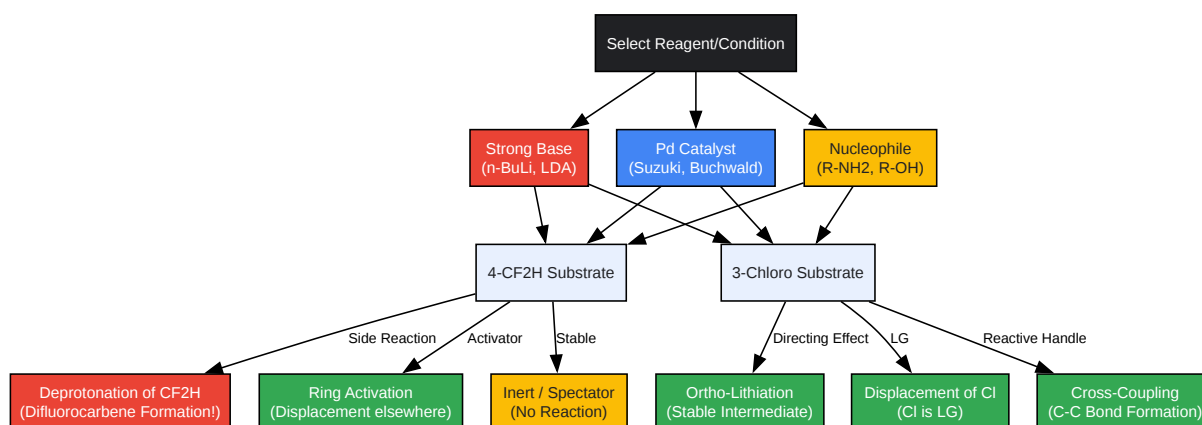 Select Reagent/Condition
Strong Base
(n-BuLi, LDA)
Pd Catalyst
(Suzuki, Buchwald)
Nucleophile
(R-NH2, R-OH)
4-CF2H Substrate
3-Chloro Substrate
Side Reaction
Activator
Stable
Directing Effect
LG
Reactive Handle
Deprotonation of CF2H
(Difluorocarbene Formation!)
Ring Activation
(Displacement elsewhere)
Inert / Spectator
(No Reaction)
Ortho-Lithiation
(Stable Intermediate)
Displacement of Cl
(Cl is LG)
Cross-Coupling
(C-C Bond Formation)